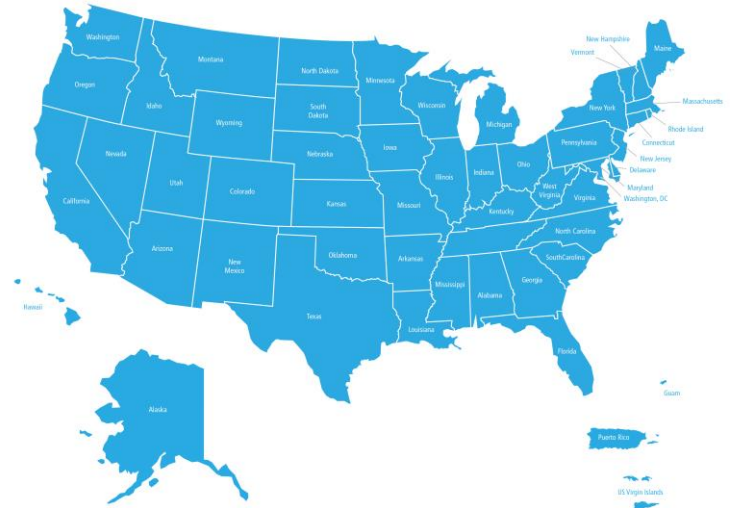 New Hampshire
Vermont
Maine
Washington
Montana
North Dakota
Minnesota
Oregon
Idaho
Wisconsin
South
Dakota
Michigan
New York
Massachusetts
Wyoming
Rhode Island
Connecticut
Iowa
Pennsylvania
New Jersey
Nevada
Nebraska
Illinois
Indiana
Ohio
Delaware
Utah
Colorado
West
Virginia
Maryland
Washington, DC
California
Kansas
Missouri
Kentucky
Virginia
North Carolina
Arizona
New
Mexico
Oklahoma
Arkansas
SouthCarolina
Mississippi
Alabama
Georgia
Hawaii
Texas
Louisiana
Florida
Guam
Alaska
Puerto Rico
US Virgin Islands